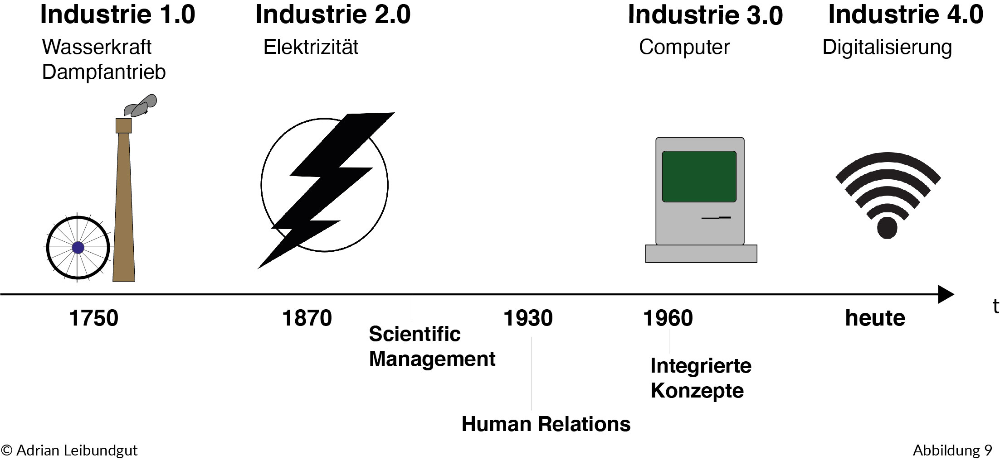 Industrie 1.0
Wasserkraft
Dampfantrieb
Industrie 2.0
Elektrizität
Industrie 3.0
Computer
Industrie 4.0
Digitalisierung
1750
1870
1930
1960
heute
t
Scientific
Management
Human Relations
Integrierte
Konzepte
© Adrian Leibundgut
Abbildung 9